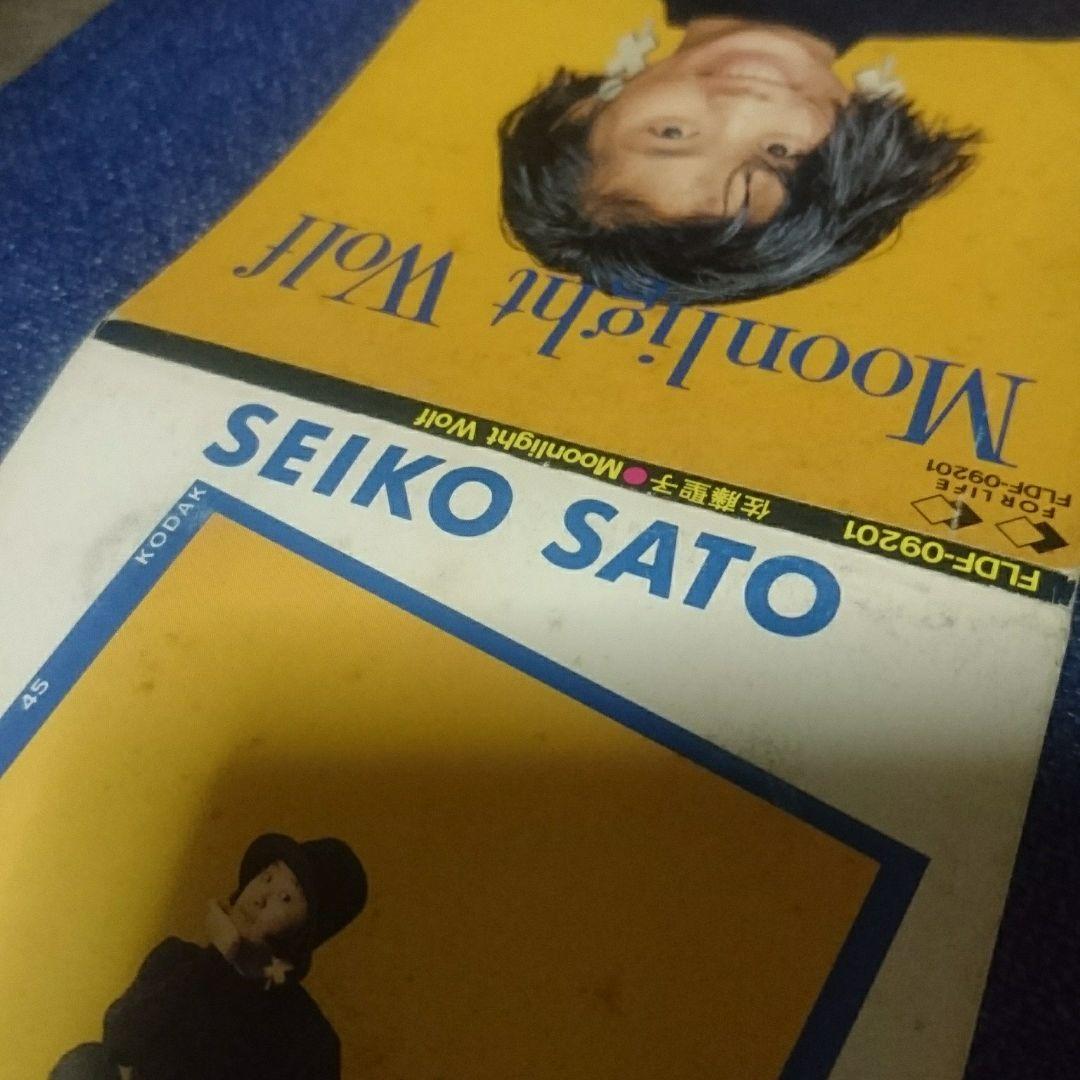 Moonlight Wolf
FOR LIFE
FLDF-09201
FLDF-09201 佐藤聖子●Moonlight Wolf
SEIKO SATO
KODAK
45